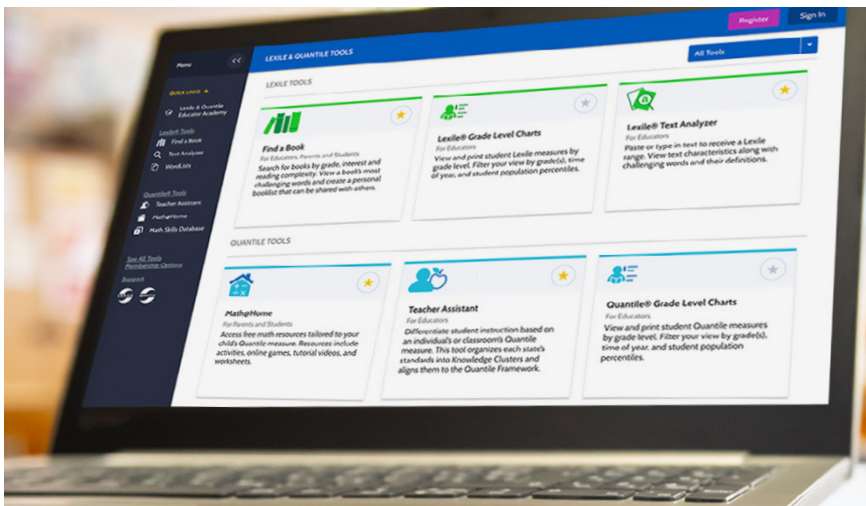 Register
Sign In
Menu
<<
LEXILE & QUANTILE TOOLS
All Tools
QUICK LINKS
Lexile & Quantile
Educator Academy
Lexile® Tools
Find a Book
Text Analyzer
WordLists
Quantile® Tools
Teacher Assistant
Math@Home
Math Skills Database
See All Tools
Membership Options
Support
LEXILE TOOLS
Find a Book
For Educators, Parents and Students
Search for books by grade, interest and
reading complexity. View a book's most
challenging words and create a personal
booklist that can be shared with others.
Lexile® Grade Level Charts
For Educators
View and print student Lexile measures by
grade level. Filter your view by grade(s), time
of year, and student population percentiles.
Lexile® Text Analyzer
For Educators
Paste or type in text to receive a Lexile
range. View text characteristics along with
challenging words and their definitions.
a
QUANTILE TOOLS
Math@Home
For Parents and Students
Access free math resources tailored to your
child's Quantile measure. Resources include
activities, online games, tutorial videos, and
worksheets.
Teacher Assistant
For Educators
Differentiate student instruction based on
an individual's or classroom's Quantile
measure. This tool organizes each state's
standards into Knowledge Clusters and
aligns them to the Quantile Framework.
Quantile® Grade Level Charts
For Educators
View and print student Quantile measures
by grade level. Filter your view by grade(s),
time of year, and student population
percentiles.